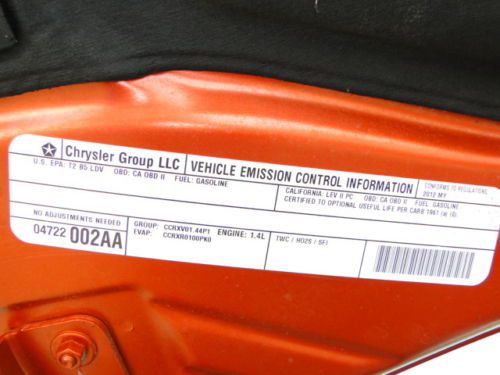 Chrysler Group LLC VEHICLE EMISSION CONTROL INFORMATION CONFORMS TO REGULATIONS:
2012 MY
U.S. EPA: T2 B5 LDV OBD: CA OBD II FUEL: GASOLINE
CALIFORNIA: LEV II PC OBD: CA OBD II FUEL: GASOLINE
CERTIFIED TO OPTIONAL USEFUL LIFE PER CARB 1961 (a) (8).
NO ADJUSTMENTS NEEDED
04722 002AA
GROUP: CCRXV01.44P1 ENGINE: 1.4L
EVAP: CCRXR0100PK0
TWC / HO2S / SFI